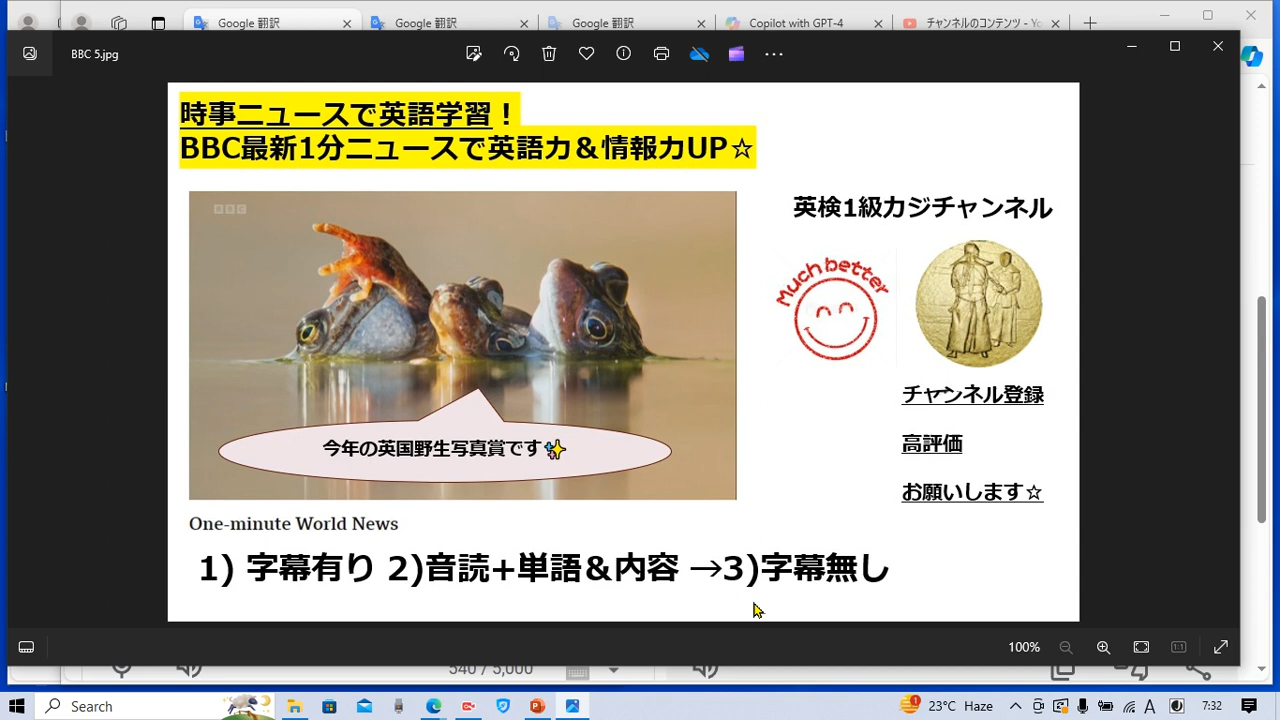 Google 翻訳
Google 翻訳
Google 翻訳
Copilot with GPT-4
チャンネルのコンテンツ - Yo
BBC 5.jpg
時事ニュースで英語学習！
BBC最新1分ニュースで英語力＆情報力UP☆
BBC
英検1級カジチャンネル
Much better
チャンネル登録
高評価
お願いします☆
今年の英国野生写真賞です✨
One-minute World News
1) 字幕有り 2)音読+単語＆内容 →3)字幕無し
100%
1:1
540 / 5,000
Search
1
23°C Haze
A
7:32